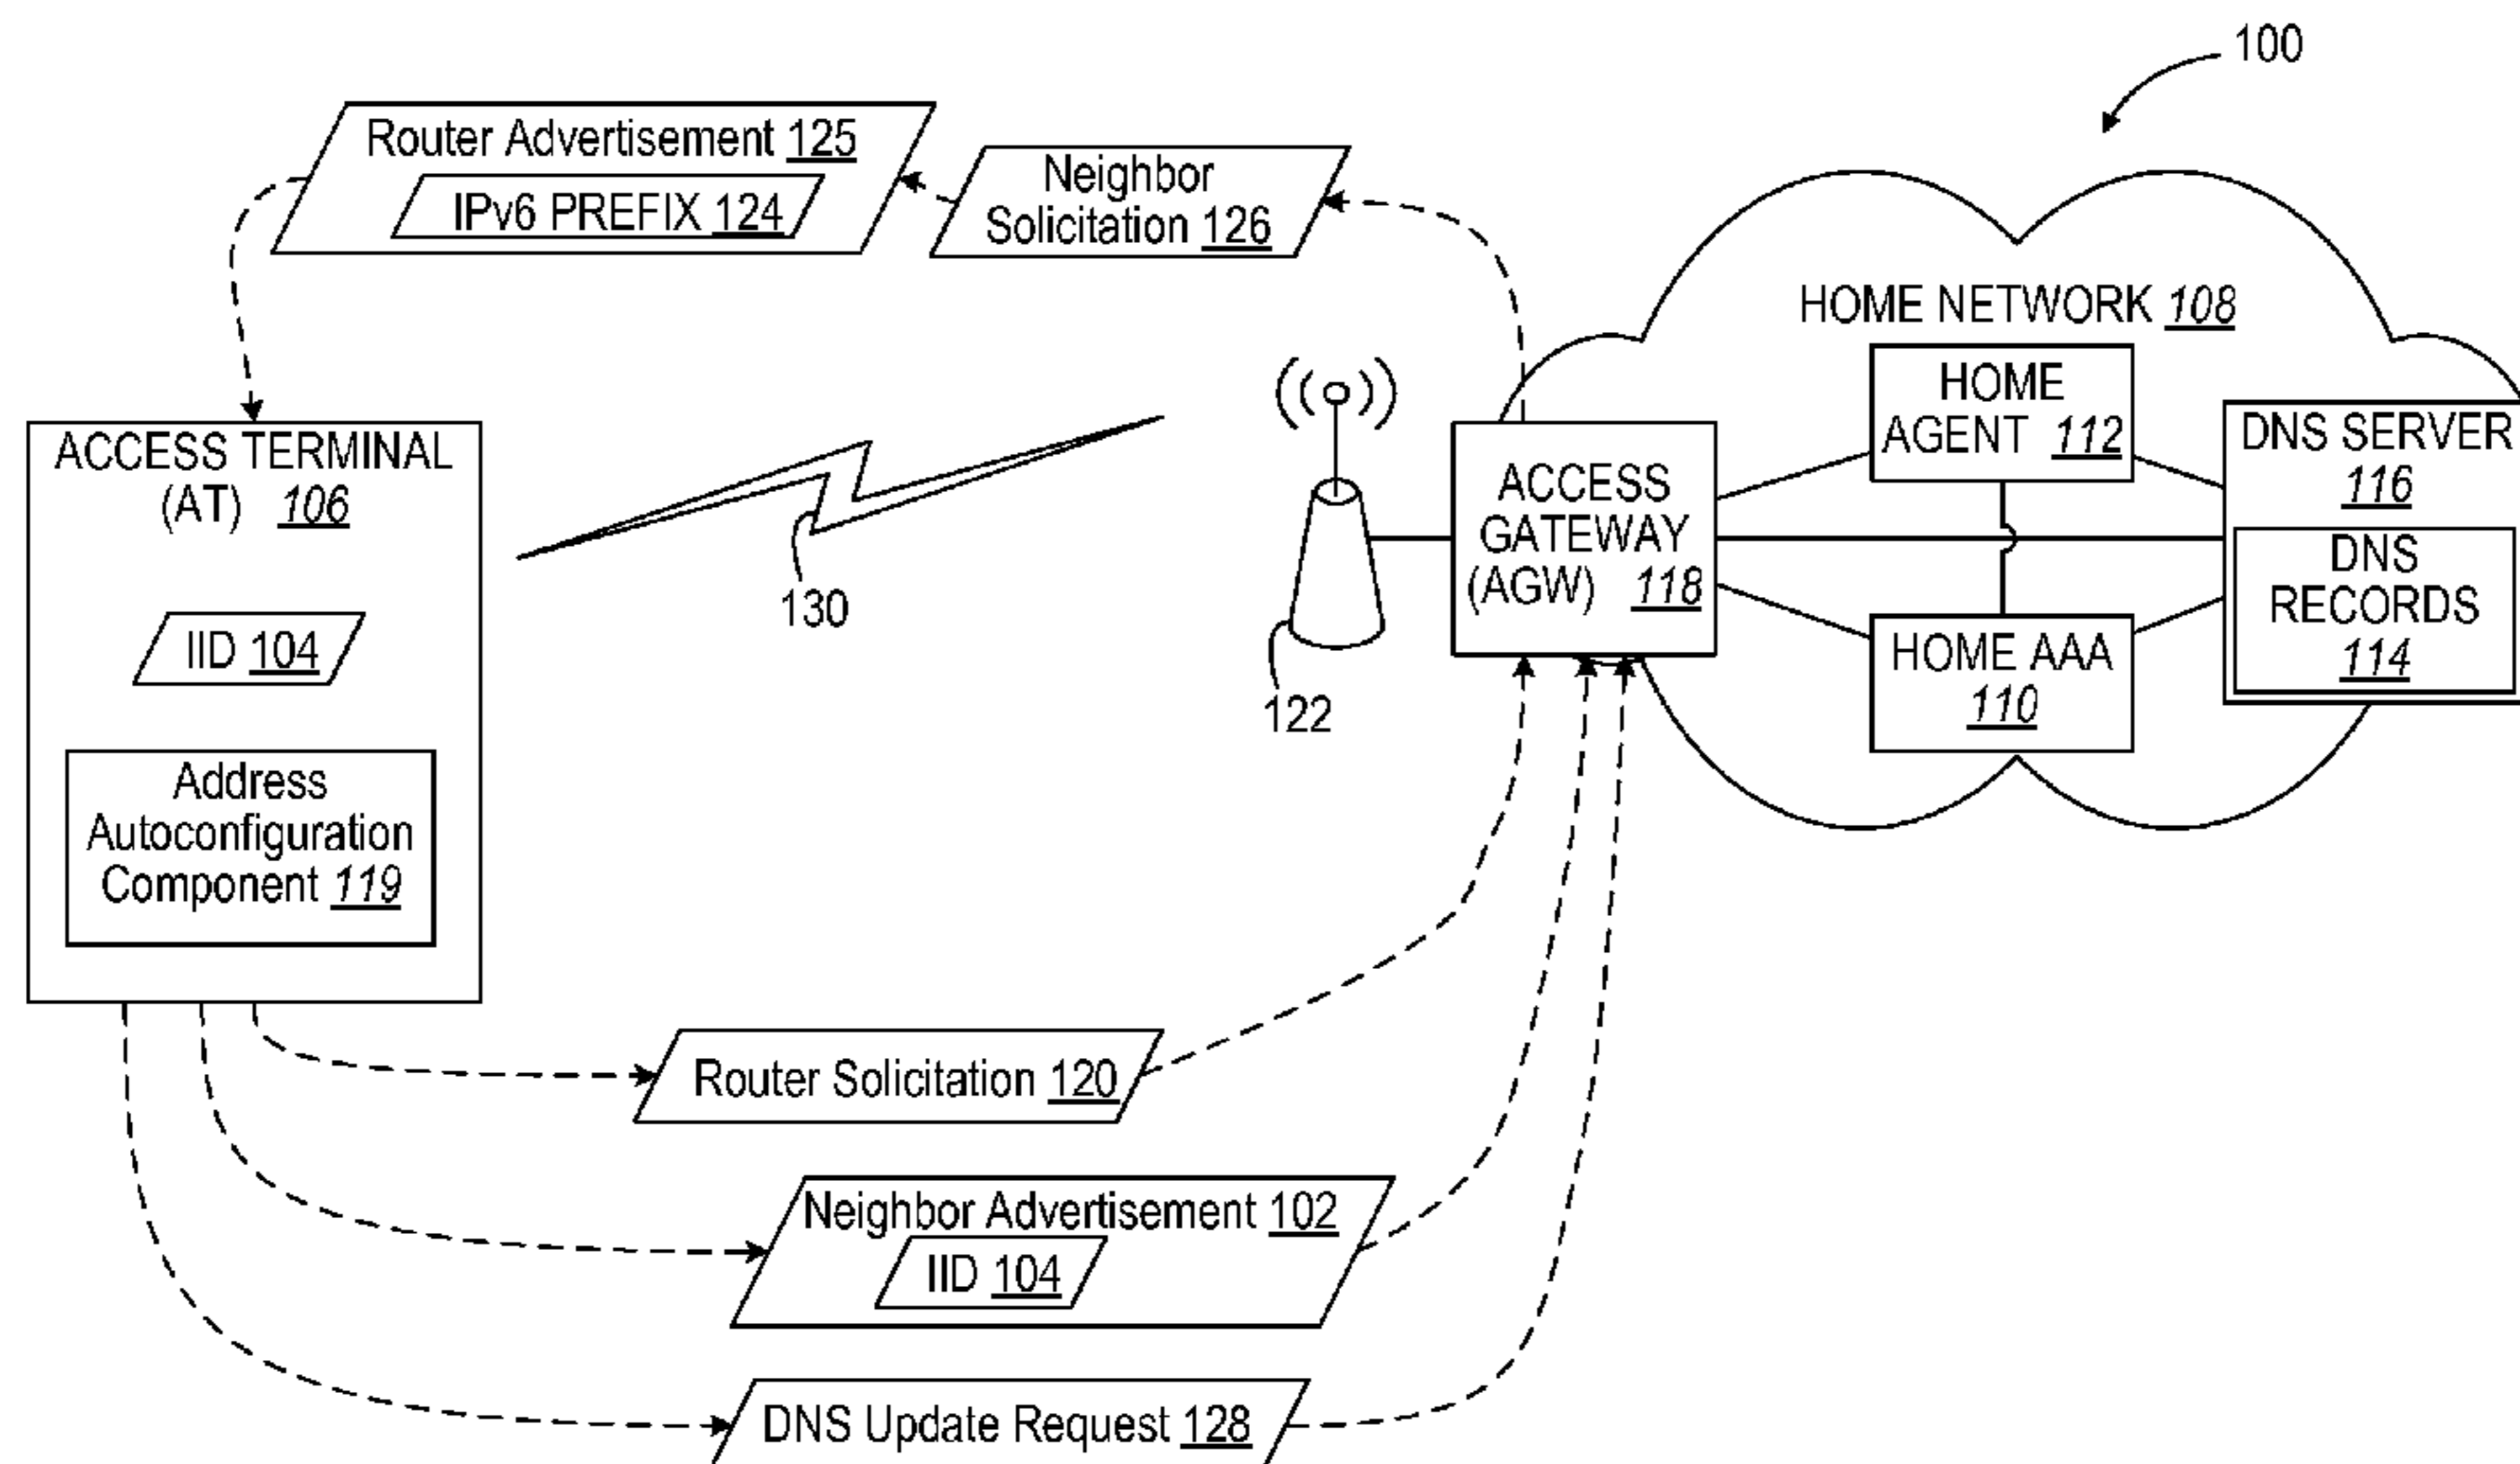 100
Router Advertisement 125
IPv6 PREFIX 124
Neighbor
Solicitation 126
HOME NETWORK 108
HOME
AGENT 112
DNS SERVER
116
DNS
RECORDS
114
ACCESS
GATEWAY
(AGW) 118
HOME AAA
110
122
130
ACCESS TERMINAL
(AT) 106
IID 104
Address
Autoconfiguration
Component 119
Router Solicitation 120
Neighbor Advertisement 102
IID 104
DNS Update Request 128